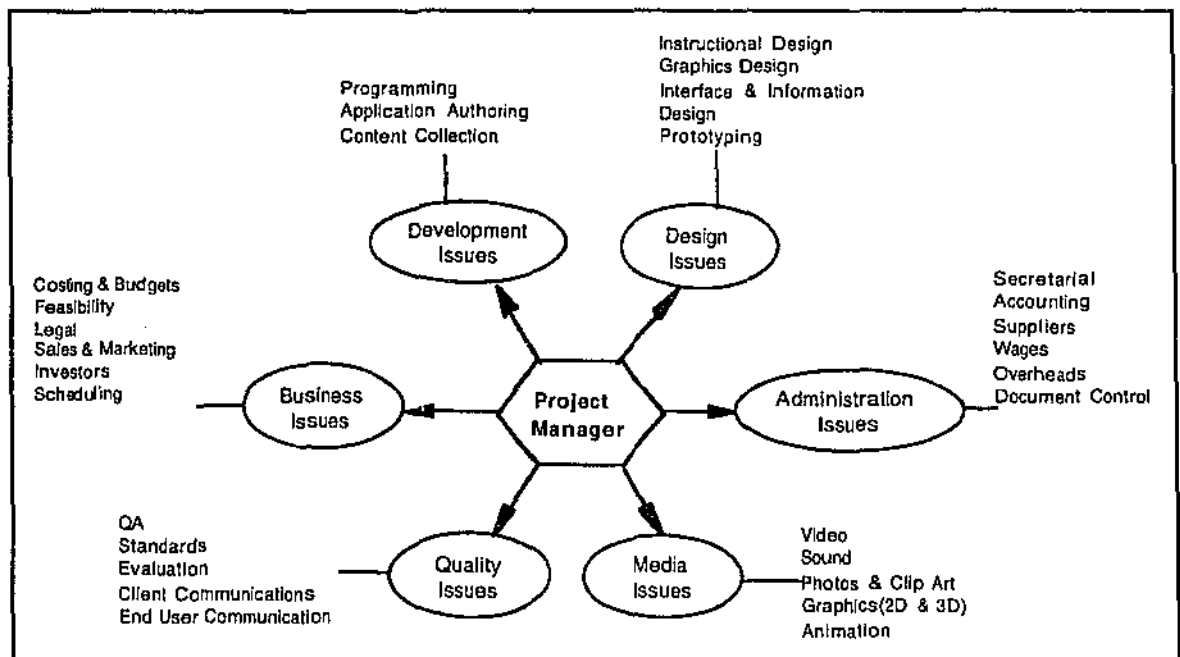 Instructional Design
Graphics Design
Interface & Information
Design
Prototyping
Programming
Application Authoring
Content Collection
Development
Issues
Design
Issues
Costing & Budgets
Feasibility
Legal
Sales & Marketing
Investors
Scheduling
Secretarial
Accounting
Suppliers
Wages
Overheads
Document Control
Business
Issues
Project
Manager
Administration
Issues
QA
Standards
Evaluation
Client Communications
End User Communication
Quality
Issues
Media
Issues
Video
Sound
Photos & Clip Art
Graphics(2D & 3D)
Animation